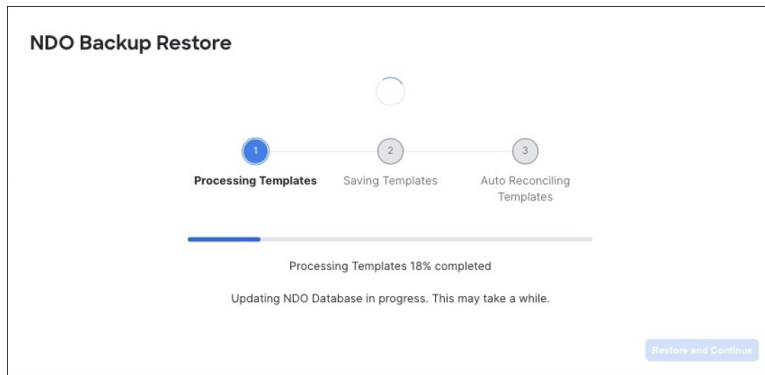 NDO Backup Restore
1
2
3
Processing Templates
Saving Templates
Auto Reconciling
Templates
Processing Templates 18% completed
Updating NDO Database in progress. This may take a while.
Restore and Continue